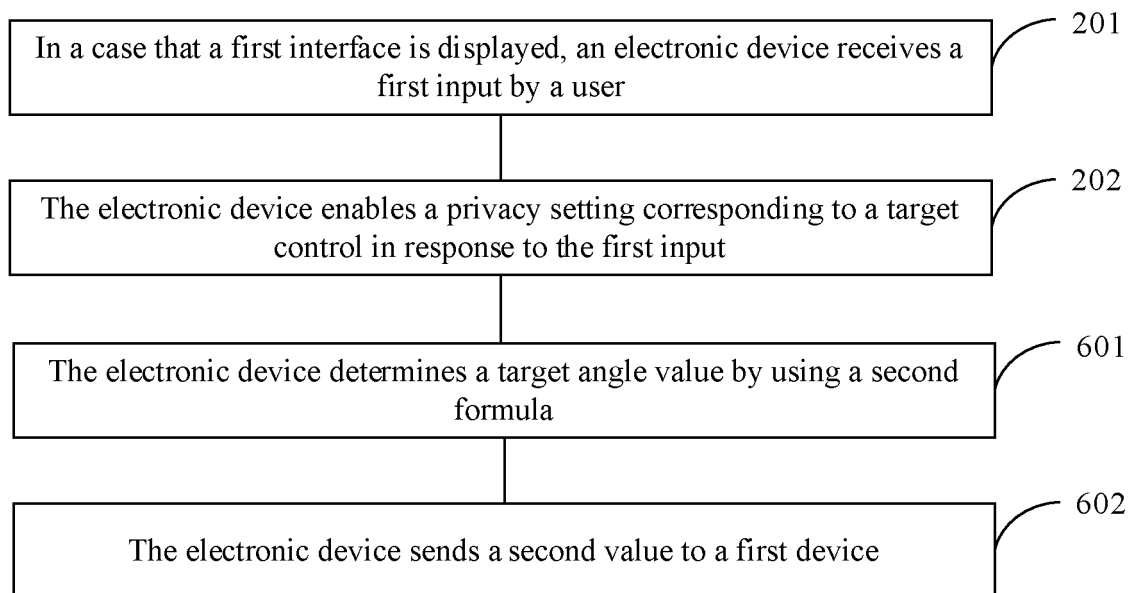 In a case that a first interface is displayed, an electronic device receives a
first input by a user
201
The electronic device enables a privacy setting corresponding to a target
control in response to the first input
202
The electronic device determines a target angle value by using a second
formula
601
The electronic device sends a second value to a first device
602